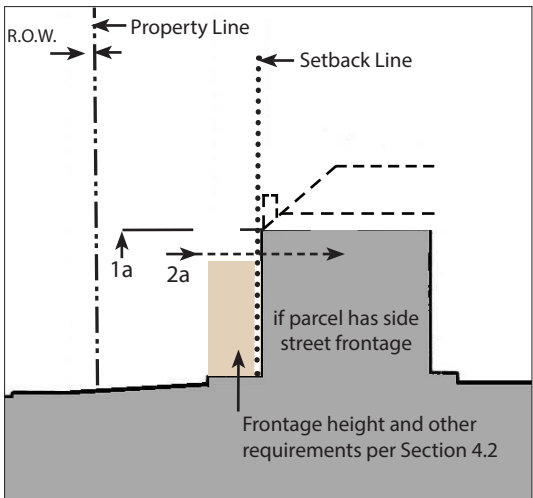 Property Line
R.O.W.
Setback Line
1a
2a
if parcel has side
street frontage
Frontage height and other
requirements per Section 4.2